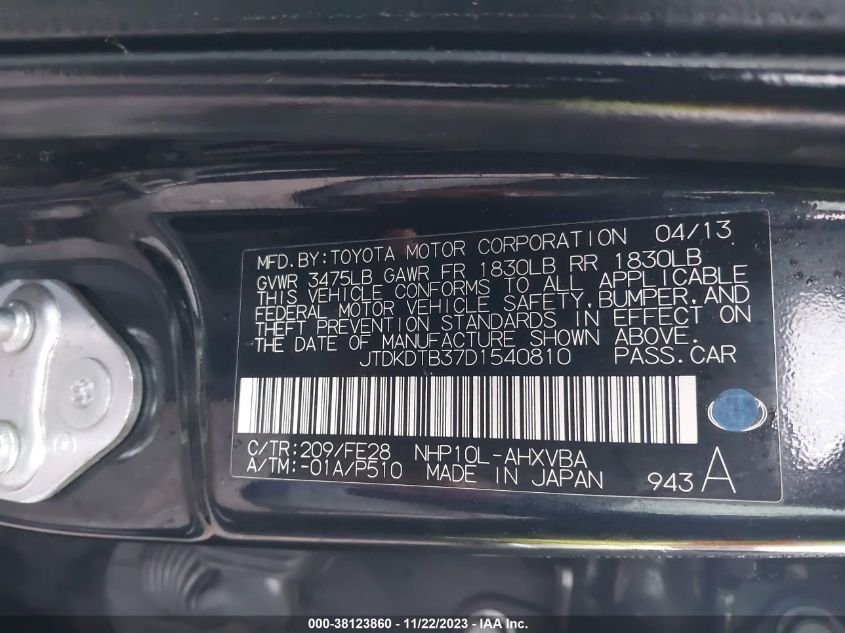 MFD. BY: TOYOTA MOTOR CORPORATION 04/13
GVWR 3475LB GAWR FR 1830LB RR 1830LB
THIS VEHICLE CONFORMS TO ALL APPLICABLE
FEDERAL MOTOR VEHICLE SAFETY, BUMPER, AND
THEFT PREVENTION STANDARDS IN EFFECT ON
THE DATE OF MANUFACTURE SHOWN ABOVE.
JTDKDTB37D1540810 PASS. CAR
C/TR: 209/FE28 NHP10L-AHXVBA
A/TM: -01A/P510 MADE IN JAPAN 943 A
000-38123860 - 11/22/2023 - IAA Inc.